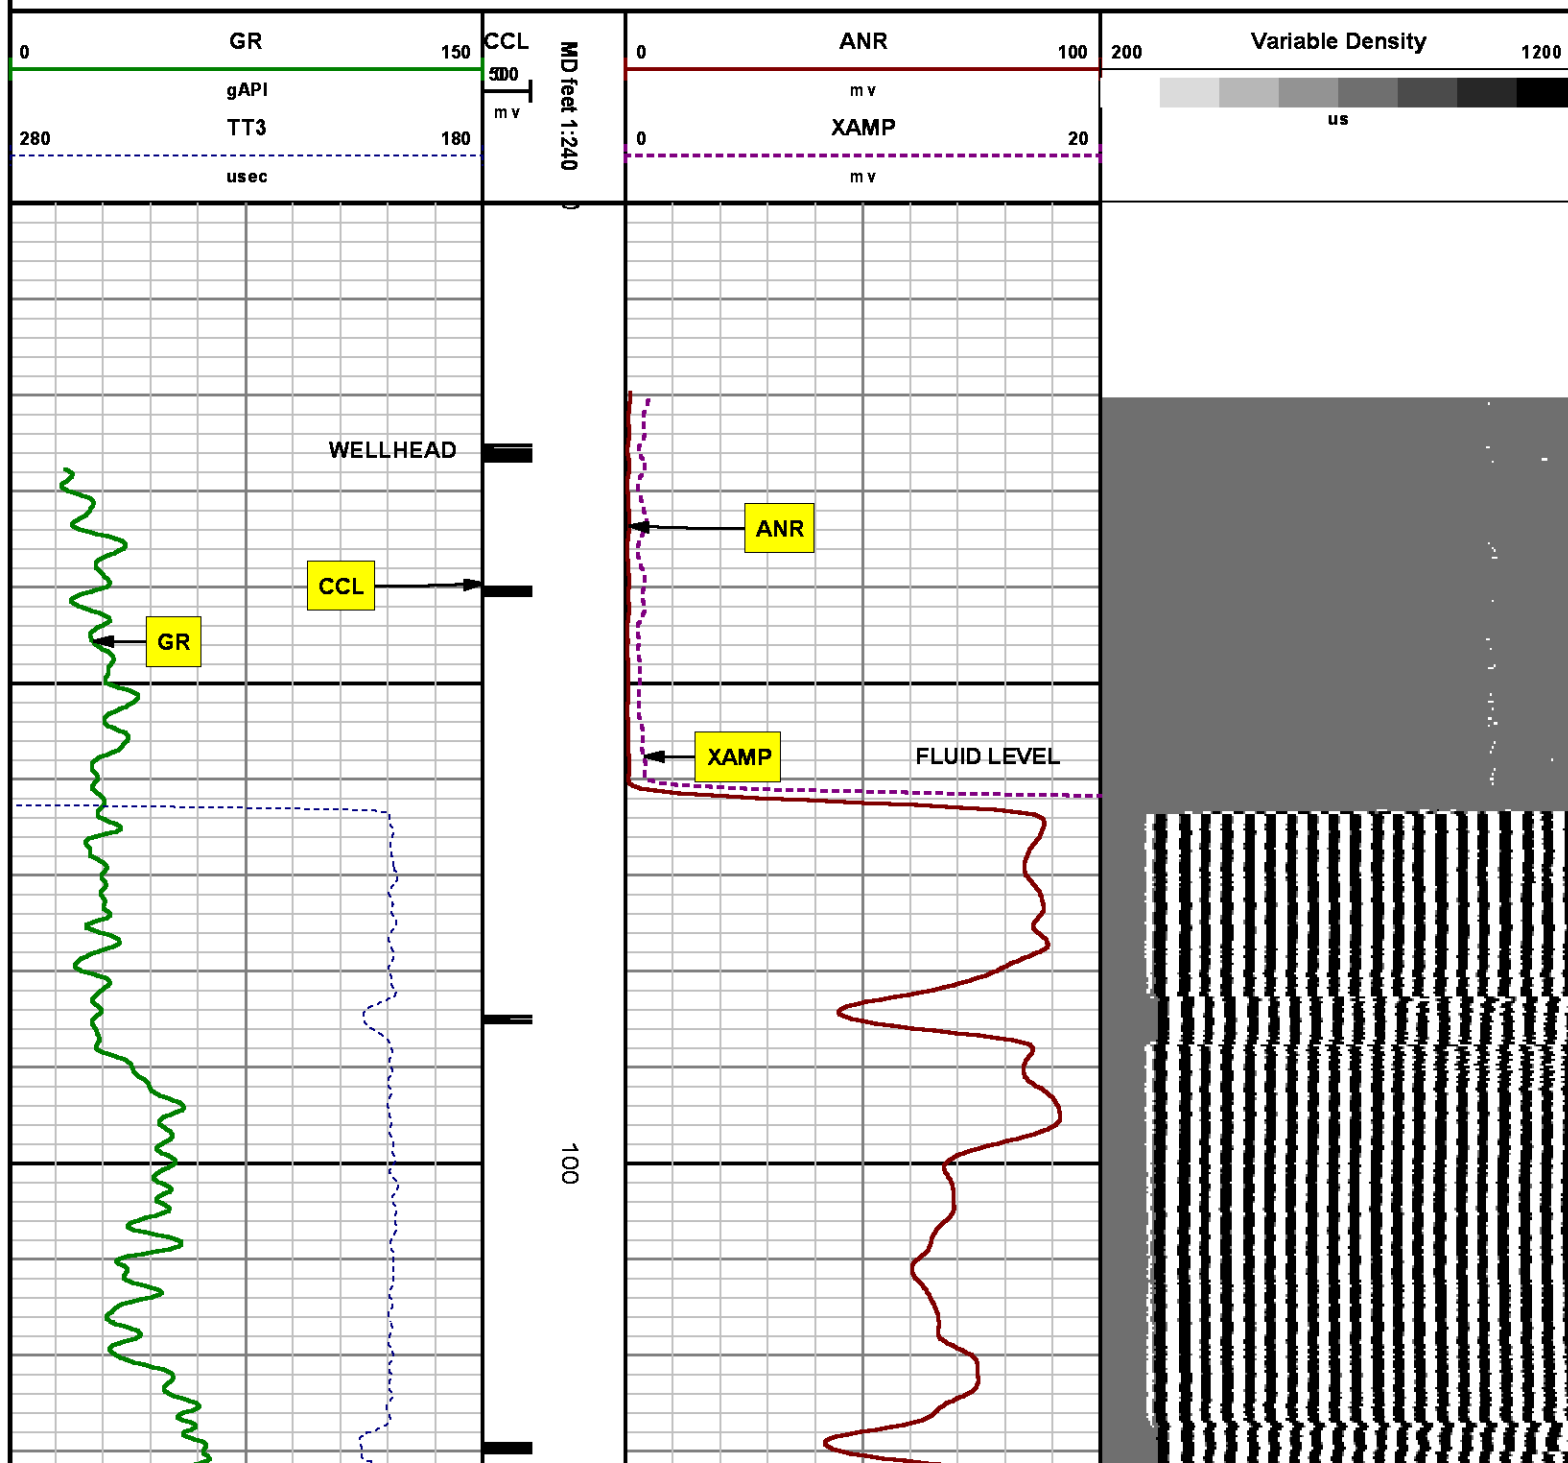 GR
0 150
gAPI
TT3
280 180
usec
CCL
500
mv
MD feet 1:240
ANR
0 100
mv
XAMP
0 20
mv
Variable Density
200 1200
us
WELLHEAD
ANR
CCL
GR
XAMP
FLUID LEVEL
100